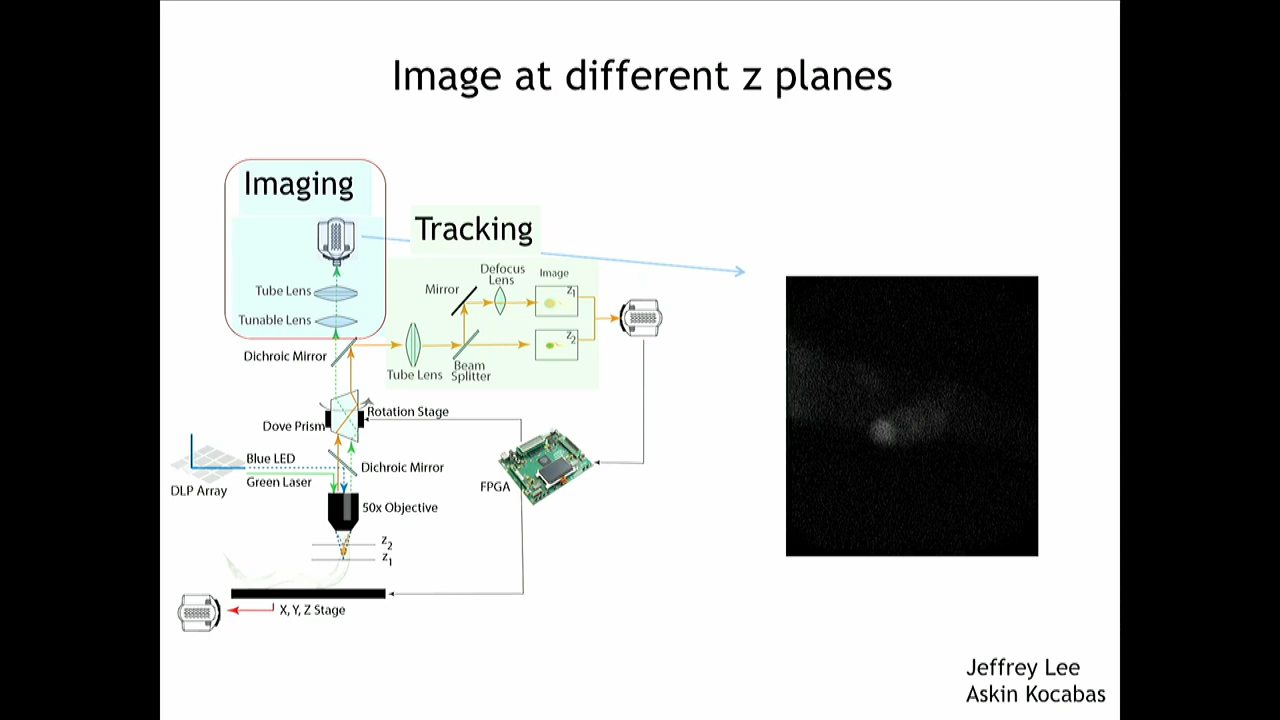 Image at different z planes
Imaging
Tracking
Defocus
Lens
Image
Mirror
z1
Tube Lens
Tunable Lens
z2
Dichroic Mirror
Tube Lens
Beam
Splitter
Rotation Stage
Dove Prism
Blue LED
Dichroic Mirror
Green Laser
DLP Array
FPGA
50x Objective
z2
z1
X, Y, Z Stage
Jeffrey Lee
Askin Kocabas